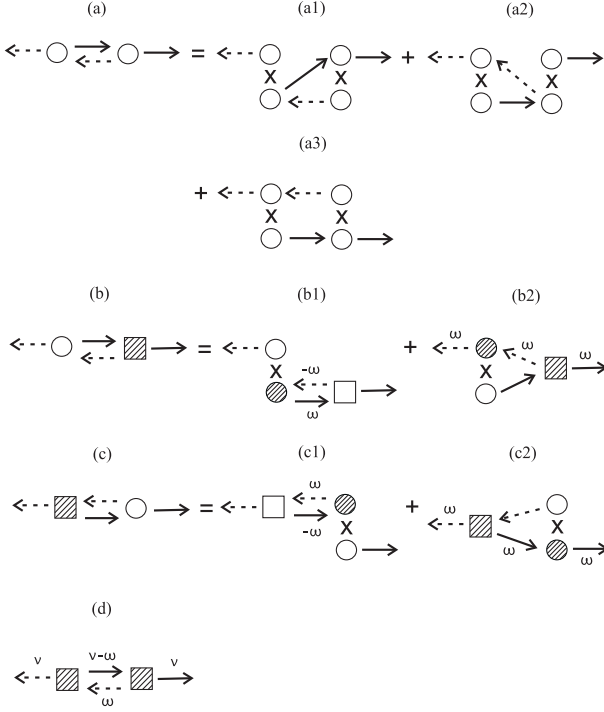 (a) (a1) (a2)
= +
X X X X
(a3)
+
X X
(b) (b1) (b2)
= + ω ω ω
X -ω X
ω
(c) (c1) (c2)
= ω + ω
-ω X ω X ω
(d)
ν ν-ω ν
ω